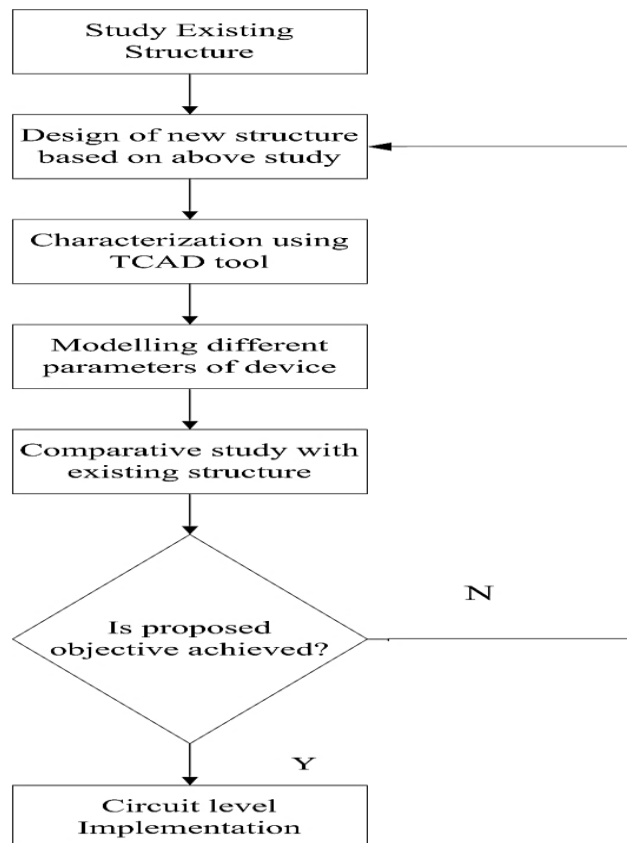 Study Existing
Structure
Design of new structure
based on above study
Characterization using
TCAD tool
Modelling different
parameters of device
Comparative study with
existing structure
Is proposed
objective achieved?
N
Y
Circuit level
Implementation